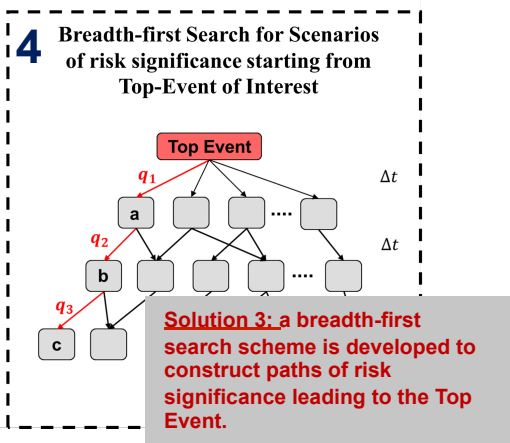 4
Breadth-first Search for Scenarios
of risk significance starting from
Top-Event of Interest
Top Event
q₁
Δt
a
....
q₂
Δt
b
....
q₃
c
Solution 3: a breadth-first
search scheme is developed to
construct paths of risk
significance leading to the Top
Event.